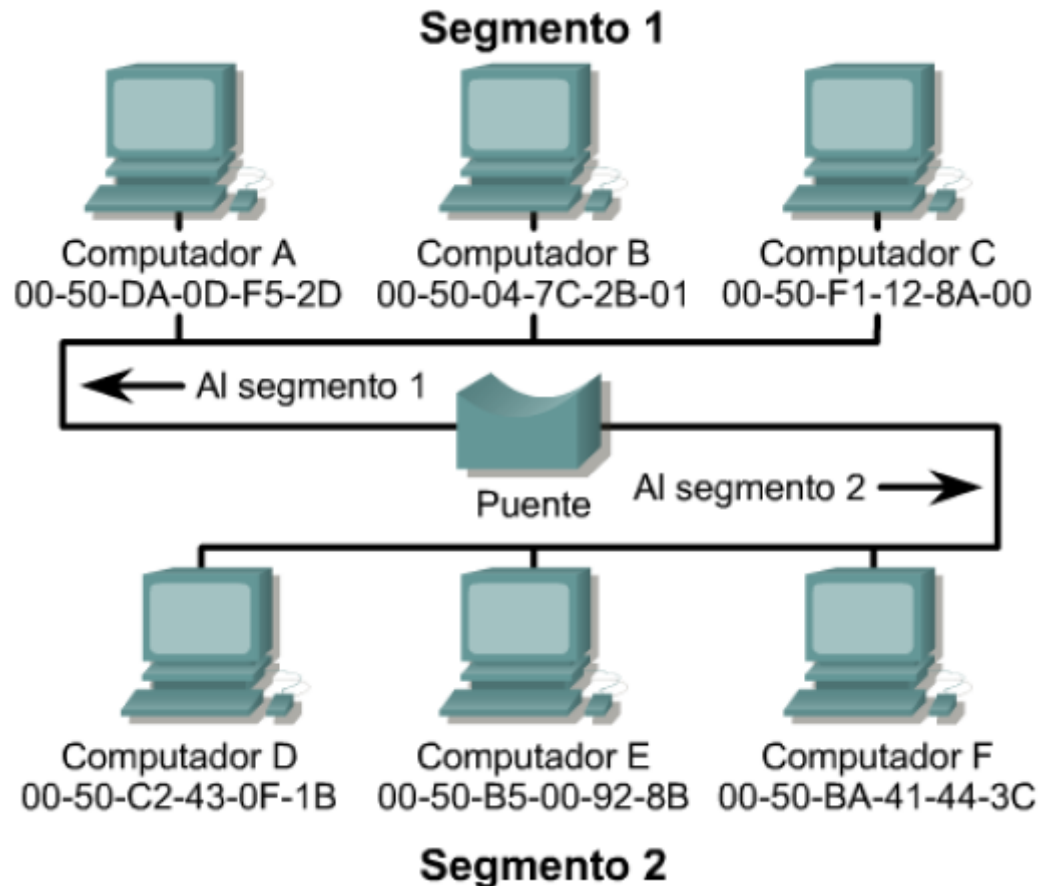 Segmento 1
Computador A
00-50-DA-0D-F5-2D
Computador B
00-50-04-7C-2B-01
Computador C
00-50-F1-12-8A-00
Al segmento 1
Puente
Al segmento 2
Computador D
00-50-C2-43-0F-1B
Computador E
00-50-B5-00-92-8B
Computador F
00-50-BA-41-44-3C
Segmento 2